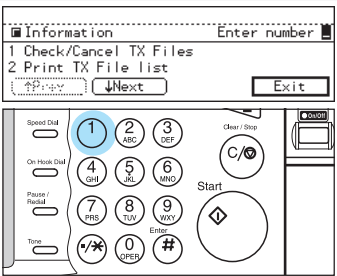 Information Enter number
1 Check/Cancel TX Files
2 Print TX File list
↑Prev ↓Next Exit
Speed Dial
1
2 ABC
3 DEF
Clear / Stop
C/
On/Off
On Hook Dial
4 GHI
5 JKL
6 MNO
Start
Pause / Redial
7 PRS
8 TUV
9 WXY
Enter
Tone
•/*
0 OPER
#